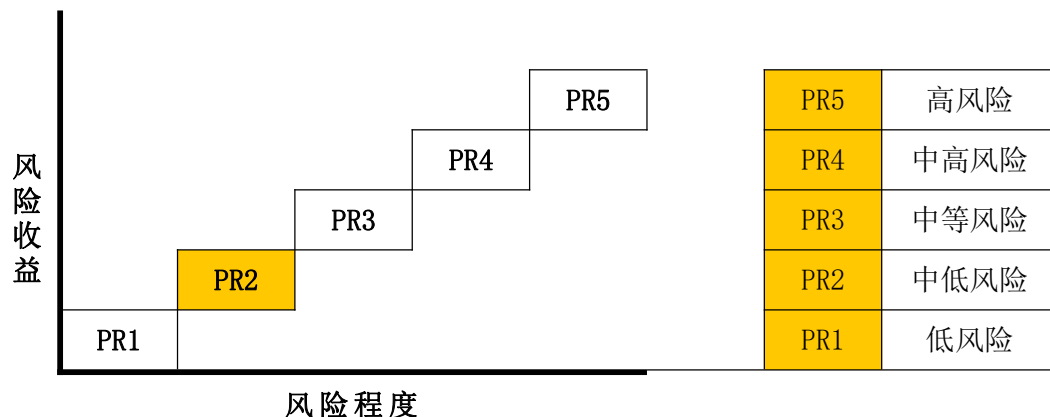 PR5
PR4
PR3
PR2
PR1
风险收益
风险程度
PR5 高风险
PR4 中高风险
PR3 中等风险
PR2 中低风险
PR1 低风险